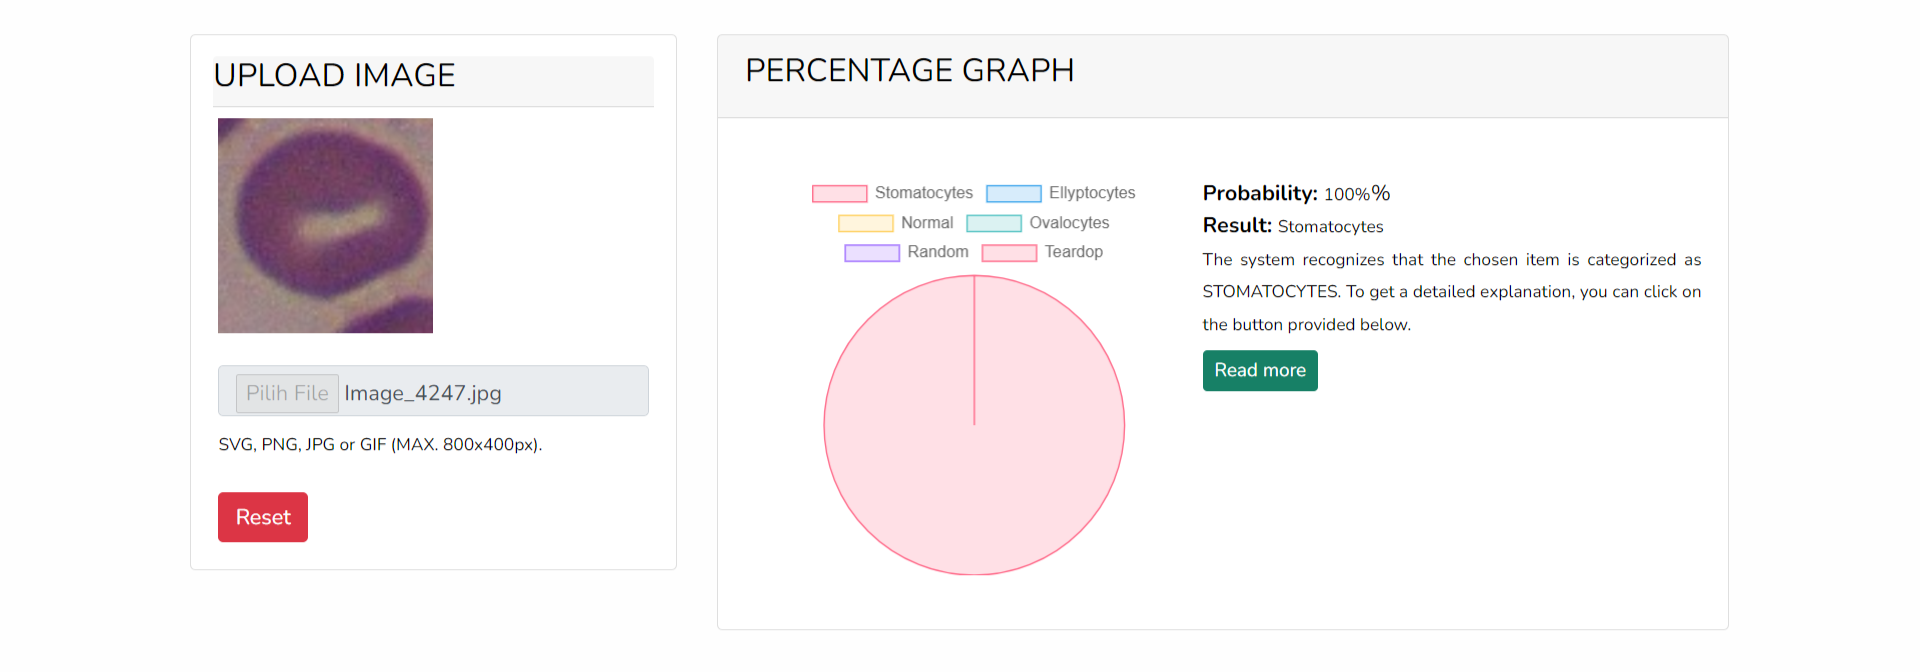 UPLOAD IMAGE
Pilih File Image_4247.jpg
SVG, PNG, JPG or GIF (MAX. 800x400px).
Reset
PERCENTAGE GRAPH
Stomatocytes Ellyptocytes
Normal Ovalocytes
Random Teardop
Probability: 100%%
Result: Stomatocytes
The system recognizes that the chosen item is categorized as
STOMATOCYTES. To get a detailed explanation, you can click on
the button provided below.
Read more